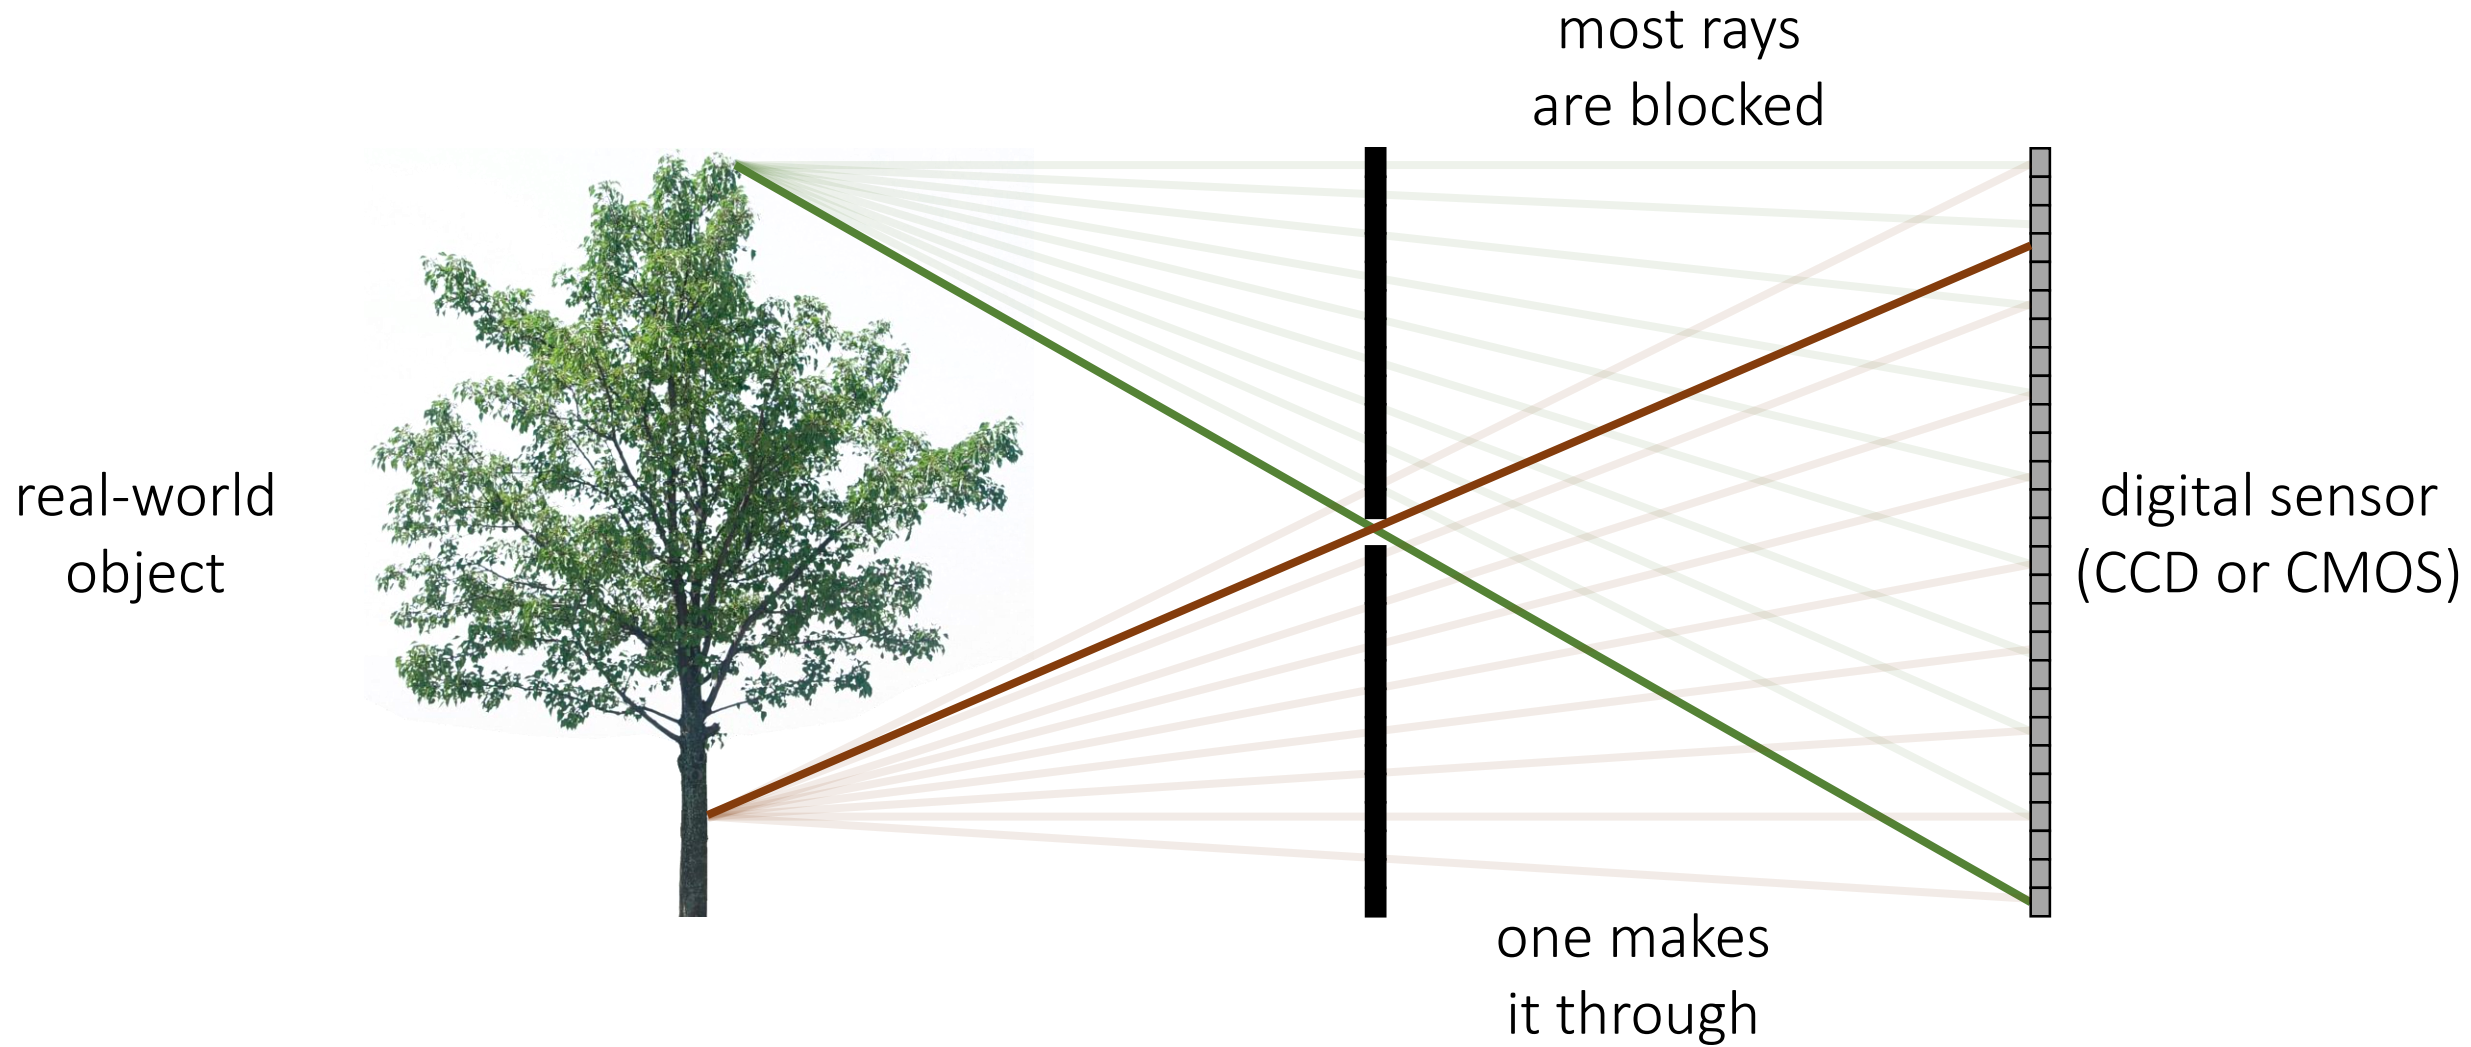 most rays
are blocked
real-world
object
digital sensor
(CCD or CMOS)
one makes
it through